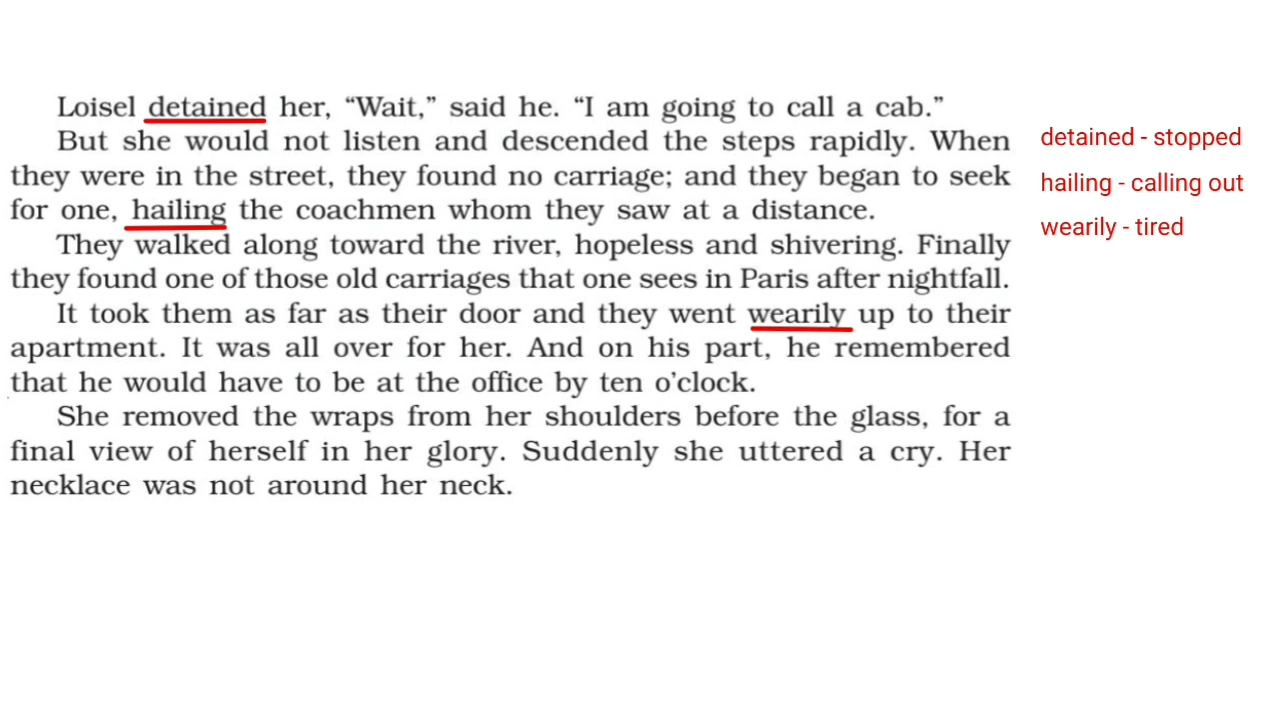 Loisel detained her, “Wait,” said he. “I am going to call a cab.”
But she would not listen and descended the steps rapidly. When
they were in the street, they found no carriage; and they began to seek
for one, hailing the coachmen whom they saw at a distance.
They walked along toward the river, hopeless and shivering. Finally
they found one of those old carriages that one sees in Paris after nightfall.
It took them as far as their door and they went wearily up to their
apartment. It was all over for her. And on his part, he remembered
that he would have to be at the office by ten o’clock.
She removed the wraps from her shoulders before the glass, for a
final view of herself in her glory. Suddenly she uttered a cry. Her
necklace was not around her neck.
detained - stopped
hailing - calling out
wearily - tired